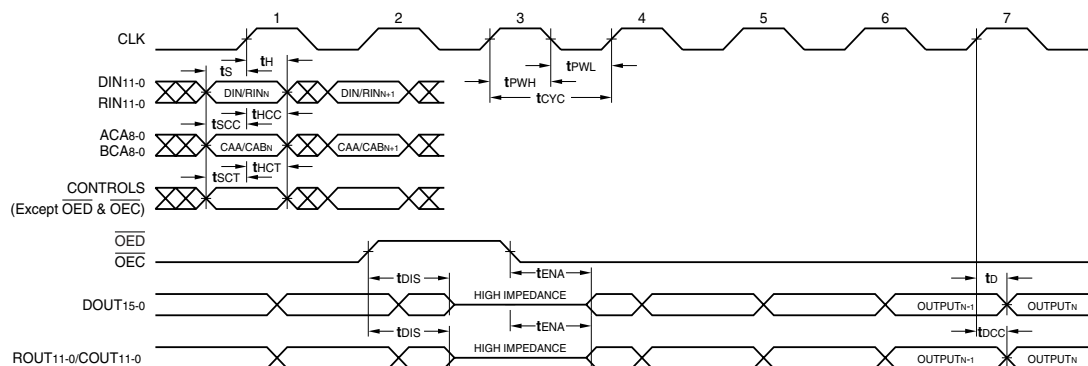 1 2 3 4 5 6 7
CLK
tS tH
tPWH tPWL
tCYC
DIN11-0
RIN11-0
DIN/RINN DIN/RINN+1
tSCC tHCC
ACA8-0
BCA8-0
CAA/CABN CAA/CABN+1
tSCT tHCT
CONTROLS
(Except OED & OEC)
OED
OEC
tDIS tENA tD
DOUT15-0
HIGH IMPEDANCE
OUTPUTN-1 OUTPUTN
tDIS tENA tDCC
ROUT11-0/COUT11-0
HIGH IMPEDANCE
OUTPUTN-1 OUTPUTN